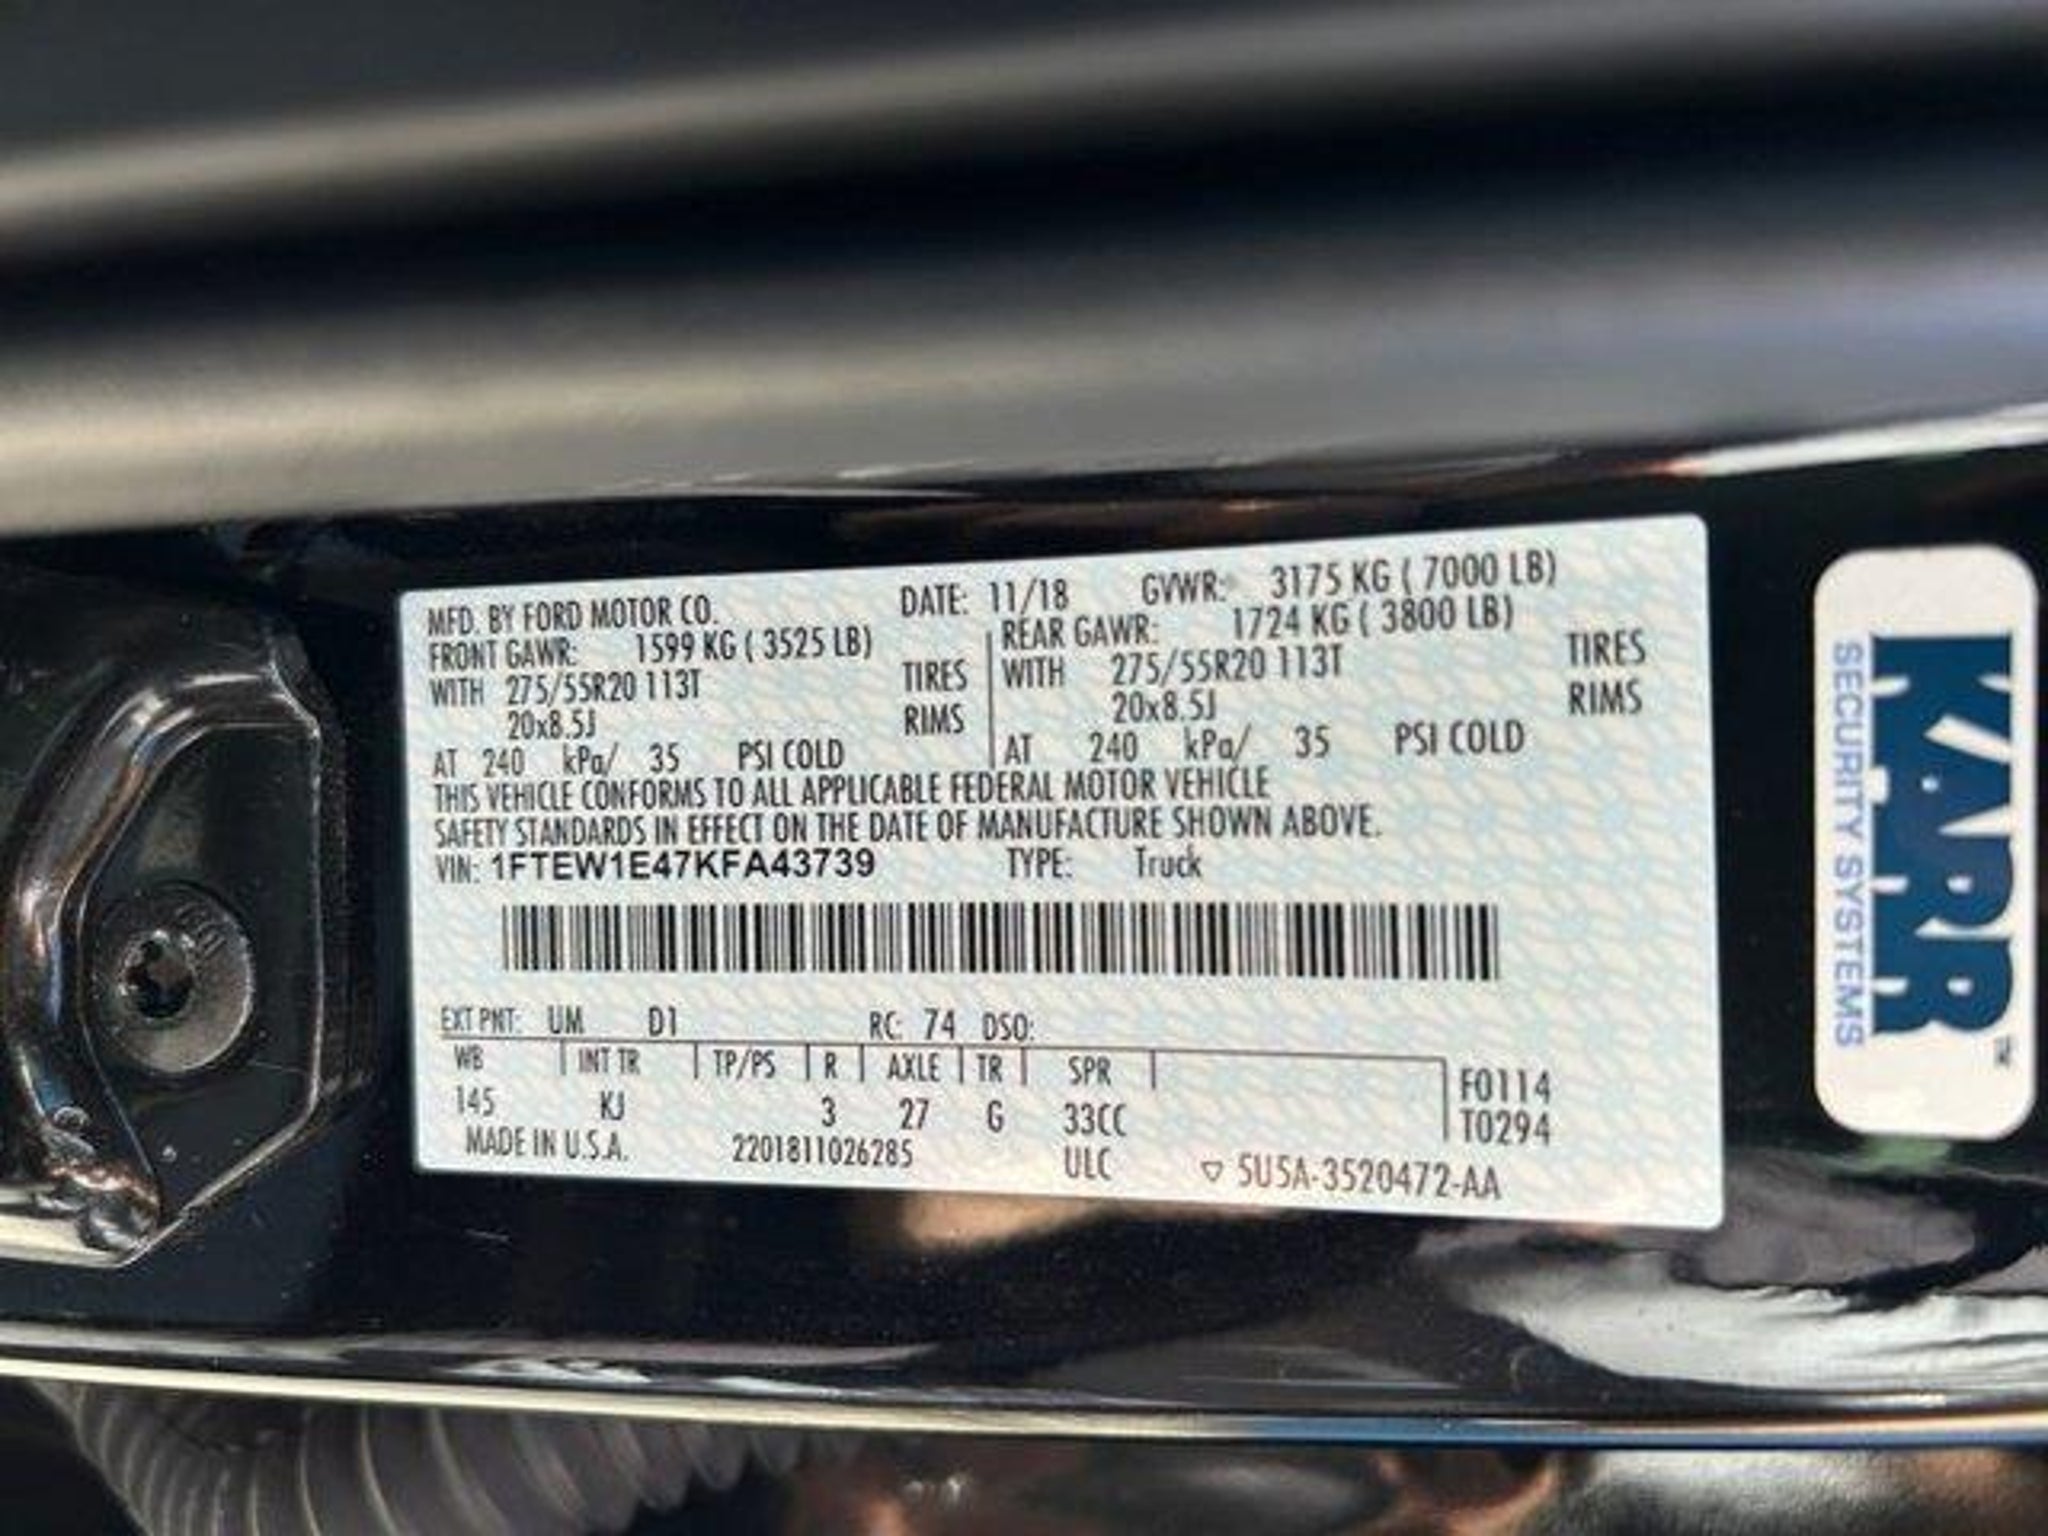 MFD. BY FORD MOTOR CO. DATE: 11/18 GVWR: 3175 KG ( 7000 LB)
FRONT GAWR: 1599 KG ( 3525 LB) REAR GAWR: 1724 KG ( 3800 LB)
WITH 275/55R20 113T TIRES WITH 275/55R20 113T TIRES
20x8.5J RIMS 20x8.5J RIMS
AT 240 kPa/ 35 PSI COLD AT 240 kPa/ 35 PSI COLD
THIS VEHICLE CONFORMS TO ALL APPLICABLE FEDERAL MOTOR VEHICLE
SAFETY STANDARDS IN EFFECT ON THE DATE OF MANUFACTURE SHOWN ABOVE.
VIN: 1FTEW1E47KFA43739 TYPE: Truck
EXT PNT: UM D1 RC: 74 DSO:
WB INT TR TP/PS R AXLE TR SPR F0114
145 KJ 3 27 G 33CC T0294
MADE IN U.S.A. 2201811026285 ULC ▽ 5U5A-3520472-AA
KARR™
SECURITY SYSTEMS